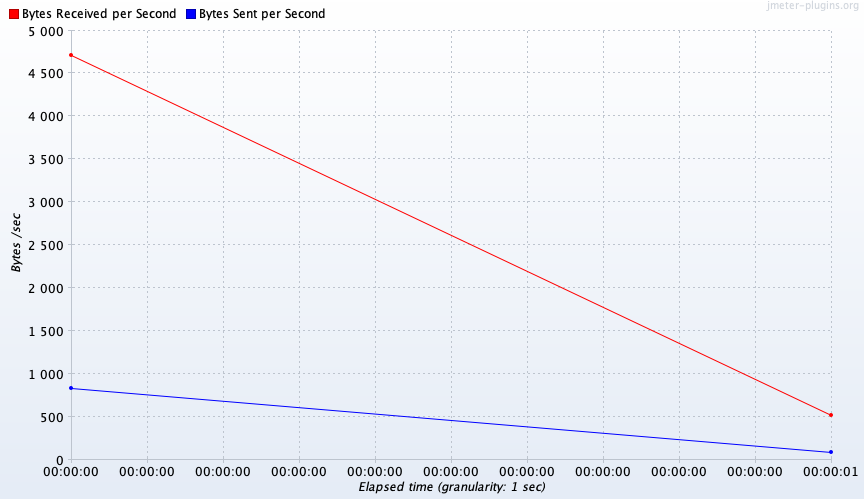 jmeter-plugins.org
Bytes Received per Second Bytes Sent per Second
5 000
4 500
4 000
3 500
3 000
2 500
2 000
1 500
1 000
500
0
Bytes /sec
00:00:00 00:00:00 00:00:00 00:00:00 00:00:00 00:00:00 00:00:00 00:00:00 00:00:00 00:00:00 00:00:01
Elapsed time (granularity: 1 sec)